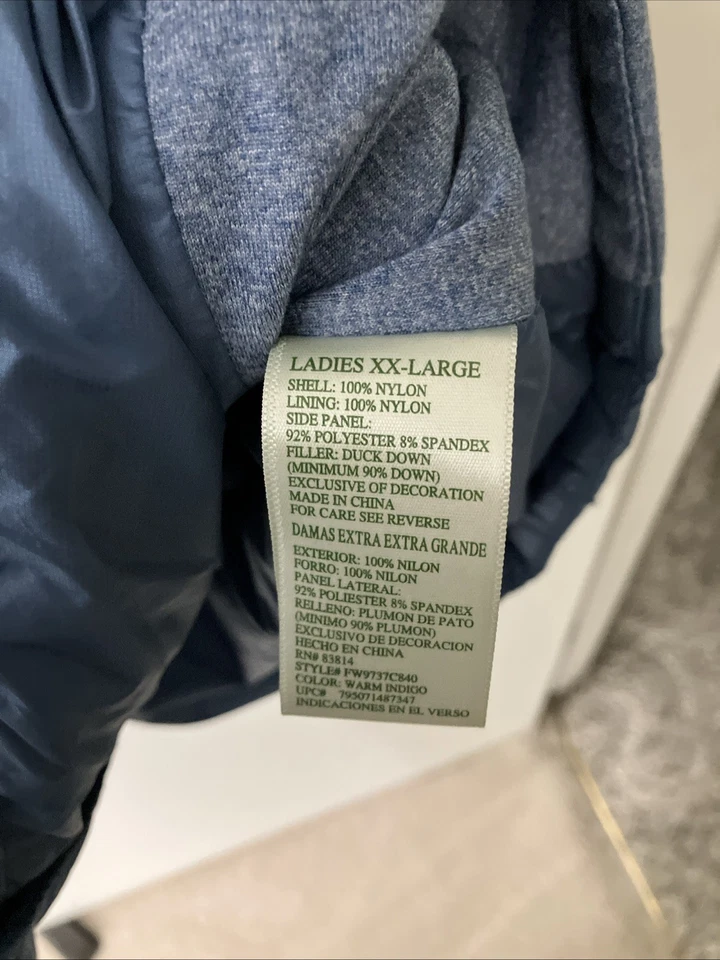 LADIES XX-LARGE
SHELL: 100% NYLON
LINING: 100% NYLON
SIDE PANEL:
92% POLYESTER 8% SPANDEX
FILLER: DUCK DOWN
(MINIMUM 90% DOWN)
EXCLUSIVE OF DECORATION
MADE IN CHINA
FOR CARE SEE REVERSE
DAMAS EXTRA EXTRA GRANDE
EXTERIOR: 100% NILON
FORRO: 100% NILON
PANEL LATERAL:
92% POLIESTER 8% SPANDEX
RELLENO: PLUMON DE PATO
(MINIMO 90% PLUMON)
EXCLUSIVO DE DECORACION
HECHO EN CHINA
RN# 83814
STYLE# FW9737C840
COLOR: WARM INDIGO
UPC# 795071487347
INDICACIONES EN EL VERSO